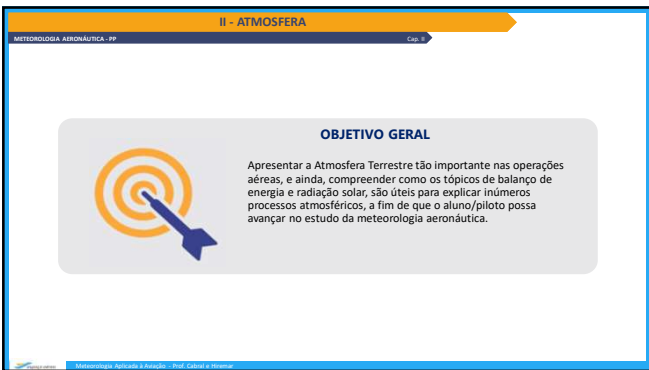 II - ATMOSFERA
METEOROLOGIA AERONÁUTICA - PP
Cap. II
OBJETIVO GERAL
Apresentar a Atmosfera Terrestre tão importante nas operações
aéreas, e ainda, compreender como os tópicos de balanço de
energia e radiação solar, são úteis para explicar inúmeros
processos atmosféricos, a fim de que o aluno/piloto possa
avançar no estudo da meteorologia aeronáutica.
Meteorologia Aplicada à Aviação - Prof. Cabral e Hiremar